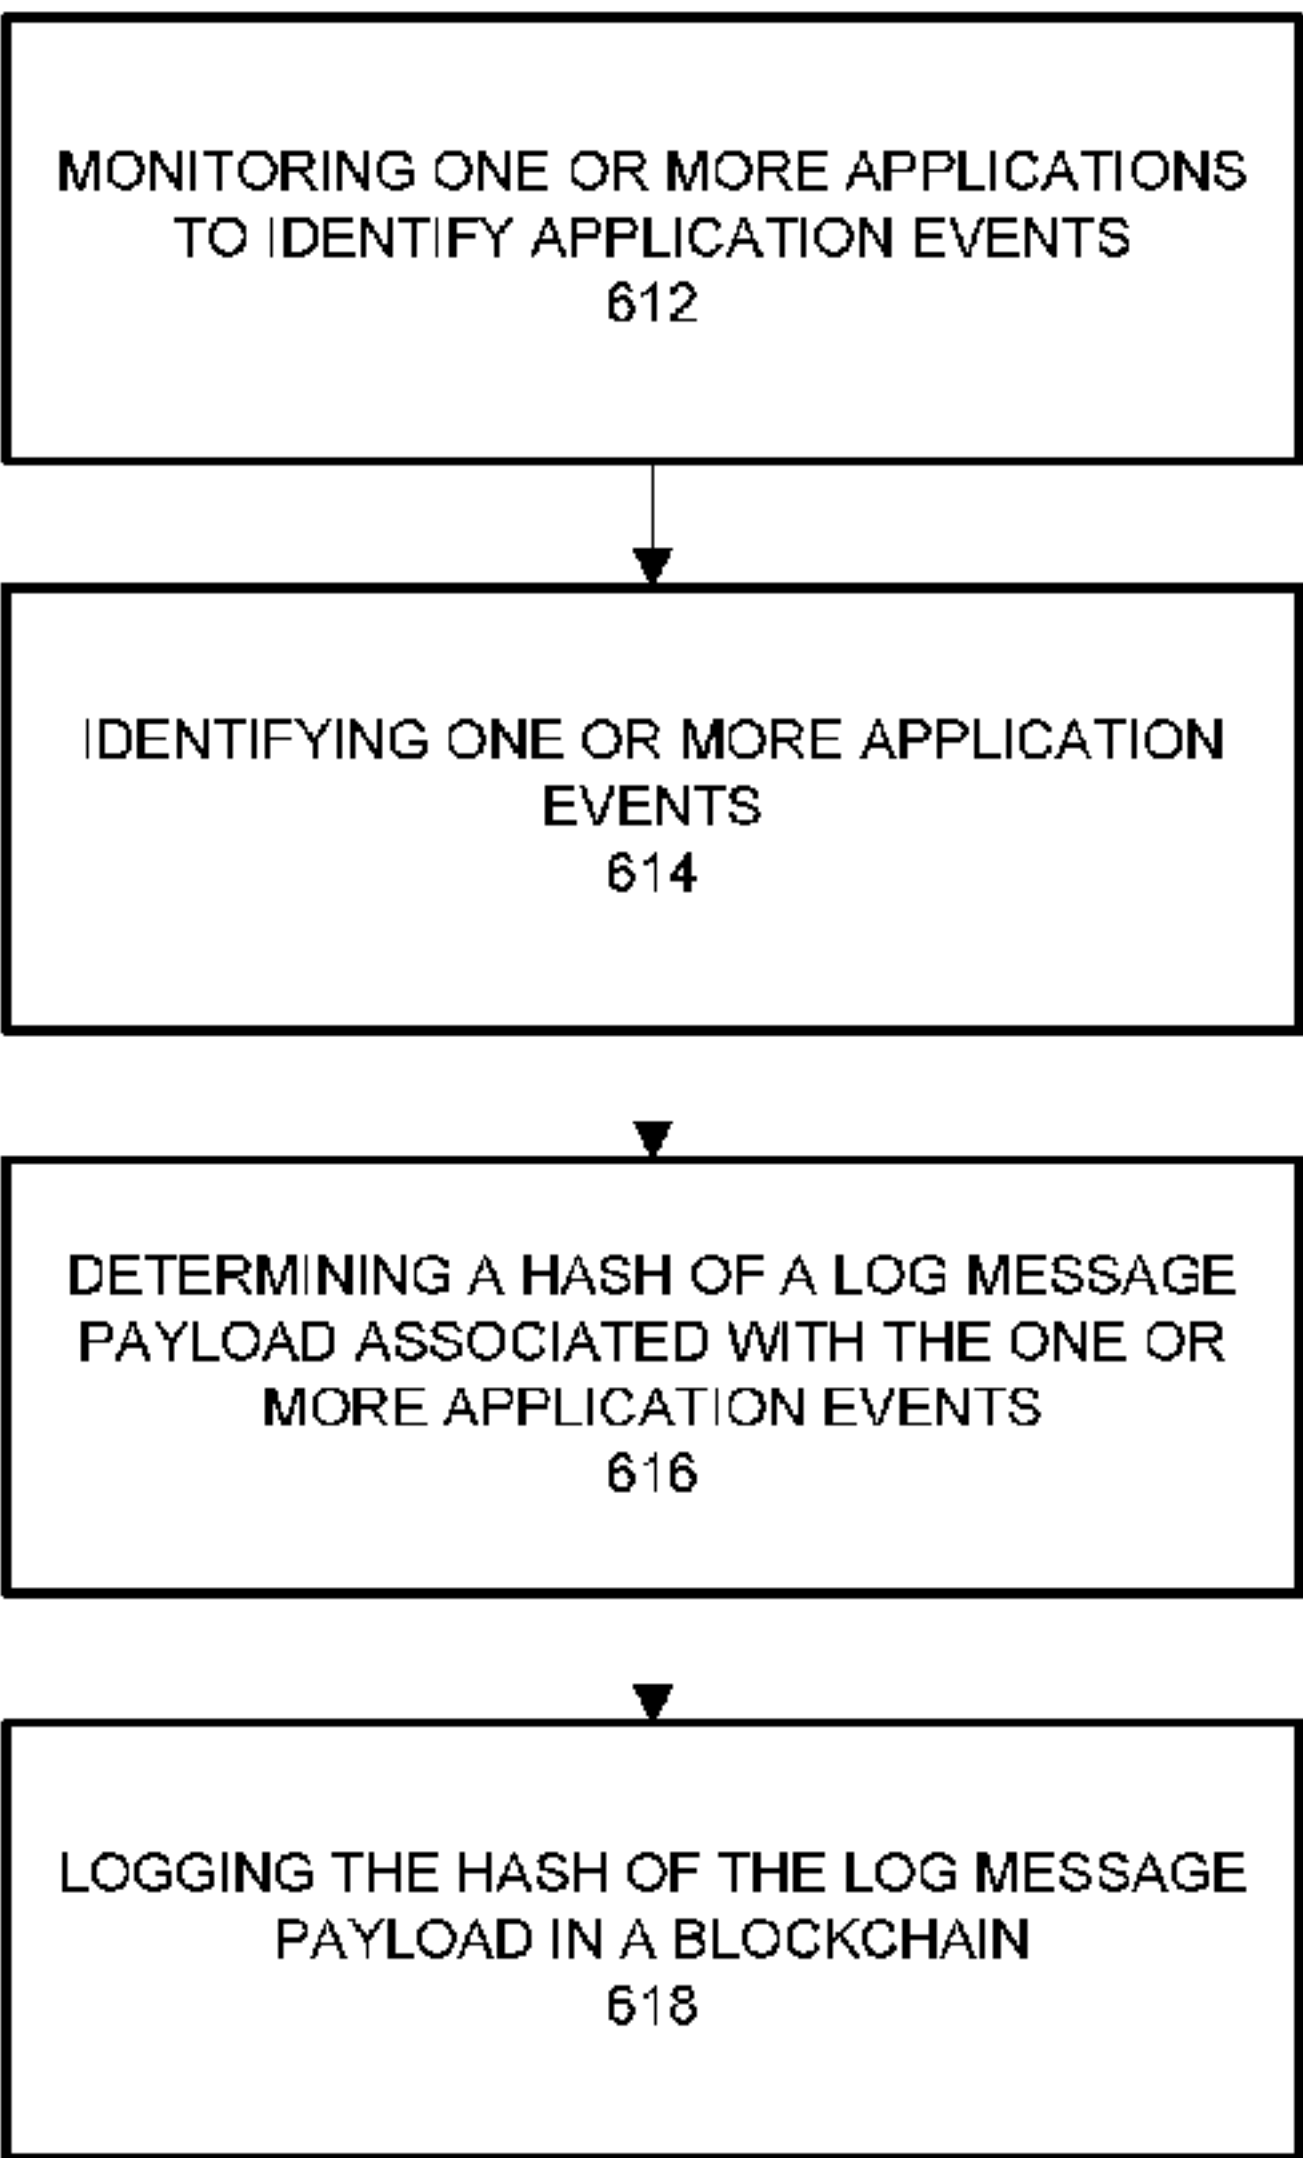 MONITORING ONE OR MORE APPLICATIONS
TO IDENTIFY APPLICATION EVENTS
612
IDENTIFYING ONE OR MORE APPLICATION
EVENTS
614
DETERMINING A HASH OF A LOG MESSAGE
PAYLOAD ASSOCIATED WITH THE ONE OR
MORE APPLICATION EVENTS
616
LOGGING THE HASH OF THE LOG MESSAGE
PAYLOAD IN A BLOCKCHAIN
618